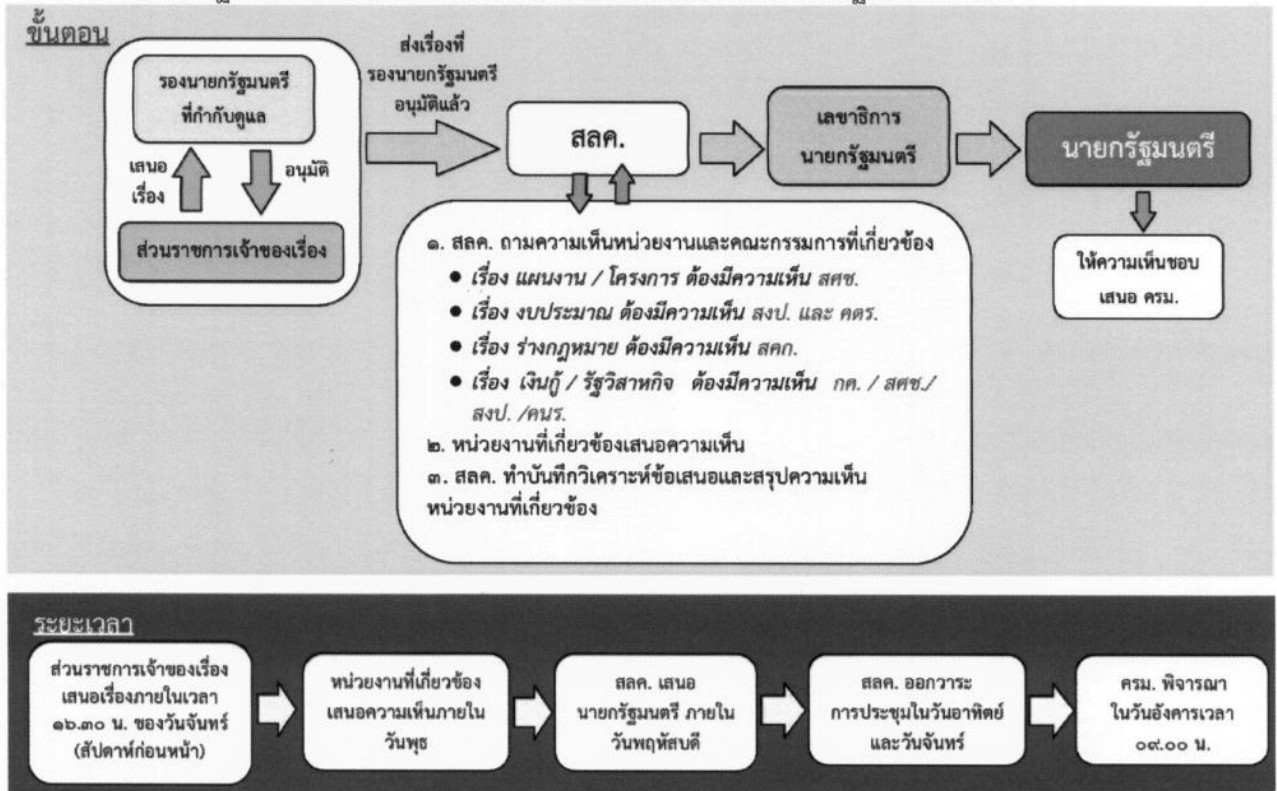 ขั้นตอน
รองนายกรัฐมนตรี
ที่กำกับดูแล
เสนอ
เรื่อง
อนุมัติ
ส่วนราชการเจ้าของเรื่อง
ส่งเรื่องที่
รองนายกรัฐมนตรี
อนุมัติแล้ว
สลค.
เลขาธิการ
นายกรัฐมนตรี
นายกรัฐมนตรี
ให้ความเห็นชอบ
เสนอ ครม.
๑. สลค. ถามความเห็นหน่วยงานและคณะกรรมการที่เกี่ยวข้อง
● เรื่อง แผนงาน / โครงการ ต้องมีความเห็น สศช.
● เรื่อง งบประมาณ ต้องมีความเห็น สงป. และ คตร.
● เรื่อง ร่างกฎหมาย ต้องมีความเห็น สคก.
● เรื่อง เงินกู้ / รัฐวิสาหกิจ ต้องมีความเห็น กค. / สศช./
สงป. /คนร.
๒. หน่วยงานที่เกี่ยวข้องเสนอความเห็น
๓. สลค. ทำบันทึกวิเคราะห์ข้อเสนอและสรุปความเห็น
หน่วยงานที่เกี่ยวข้อง
ระยะเวลา
ส่วนราชการเจ้าของเรื่อง
เสนอเรื่องภายในเวลา
๑๖.๓๐ น. ของวันจันทร์
(สัปดาห์ก่อนหน้า)
หน่วยงานที่เกี่ยวข้อง
เสนอความเห็นภายใน
วันพุธ
สลค. เสนอ
นายกรัฐมนตรี ภายใน
วันพฤหัสบดี
สลค. ออกวาระ
การประชุมในวันอาทิตย์
และวันจันทร์
ครม. พิจารณา
ในวันอังคารเวลา
๐๙.๐๐ น.